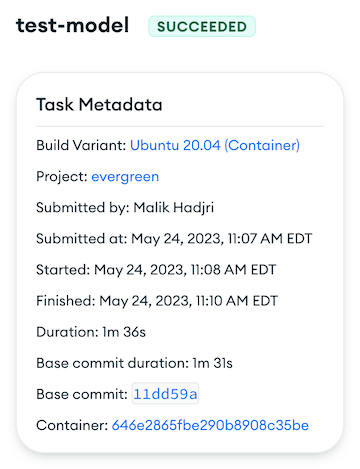 test-model SUCCEEDED
Task Metadata
Build Variant: Ubuntu 20.04 (Container)
Project: evergreen
Submitted by: Malik Hadjri
Submitted at: May 24, 2023, 11:07 AM EDT
Started: May 24, 2023, 11:08 AM EDT
Finished: May 24, 2023, 11:10 AM EDT
Duration: 1m 36s
Base commit duration: 1m 31s
Base commit: 11dd59a
Container: 646e2865fbe290b8908c35be